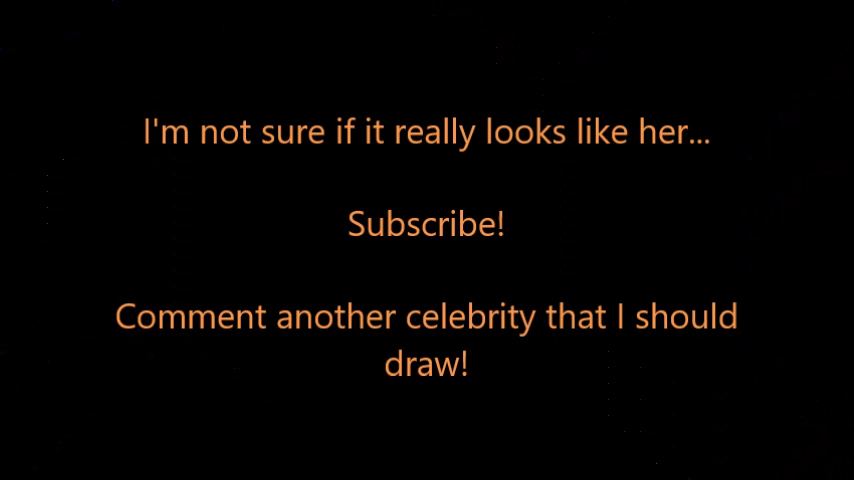 I'm not sure if it really looks like her...
Subscribe!
Comment another celebrity that I should
draw!